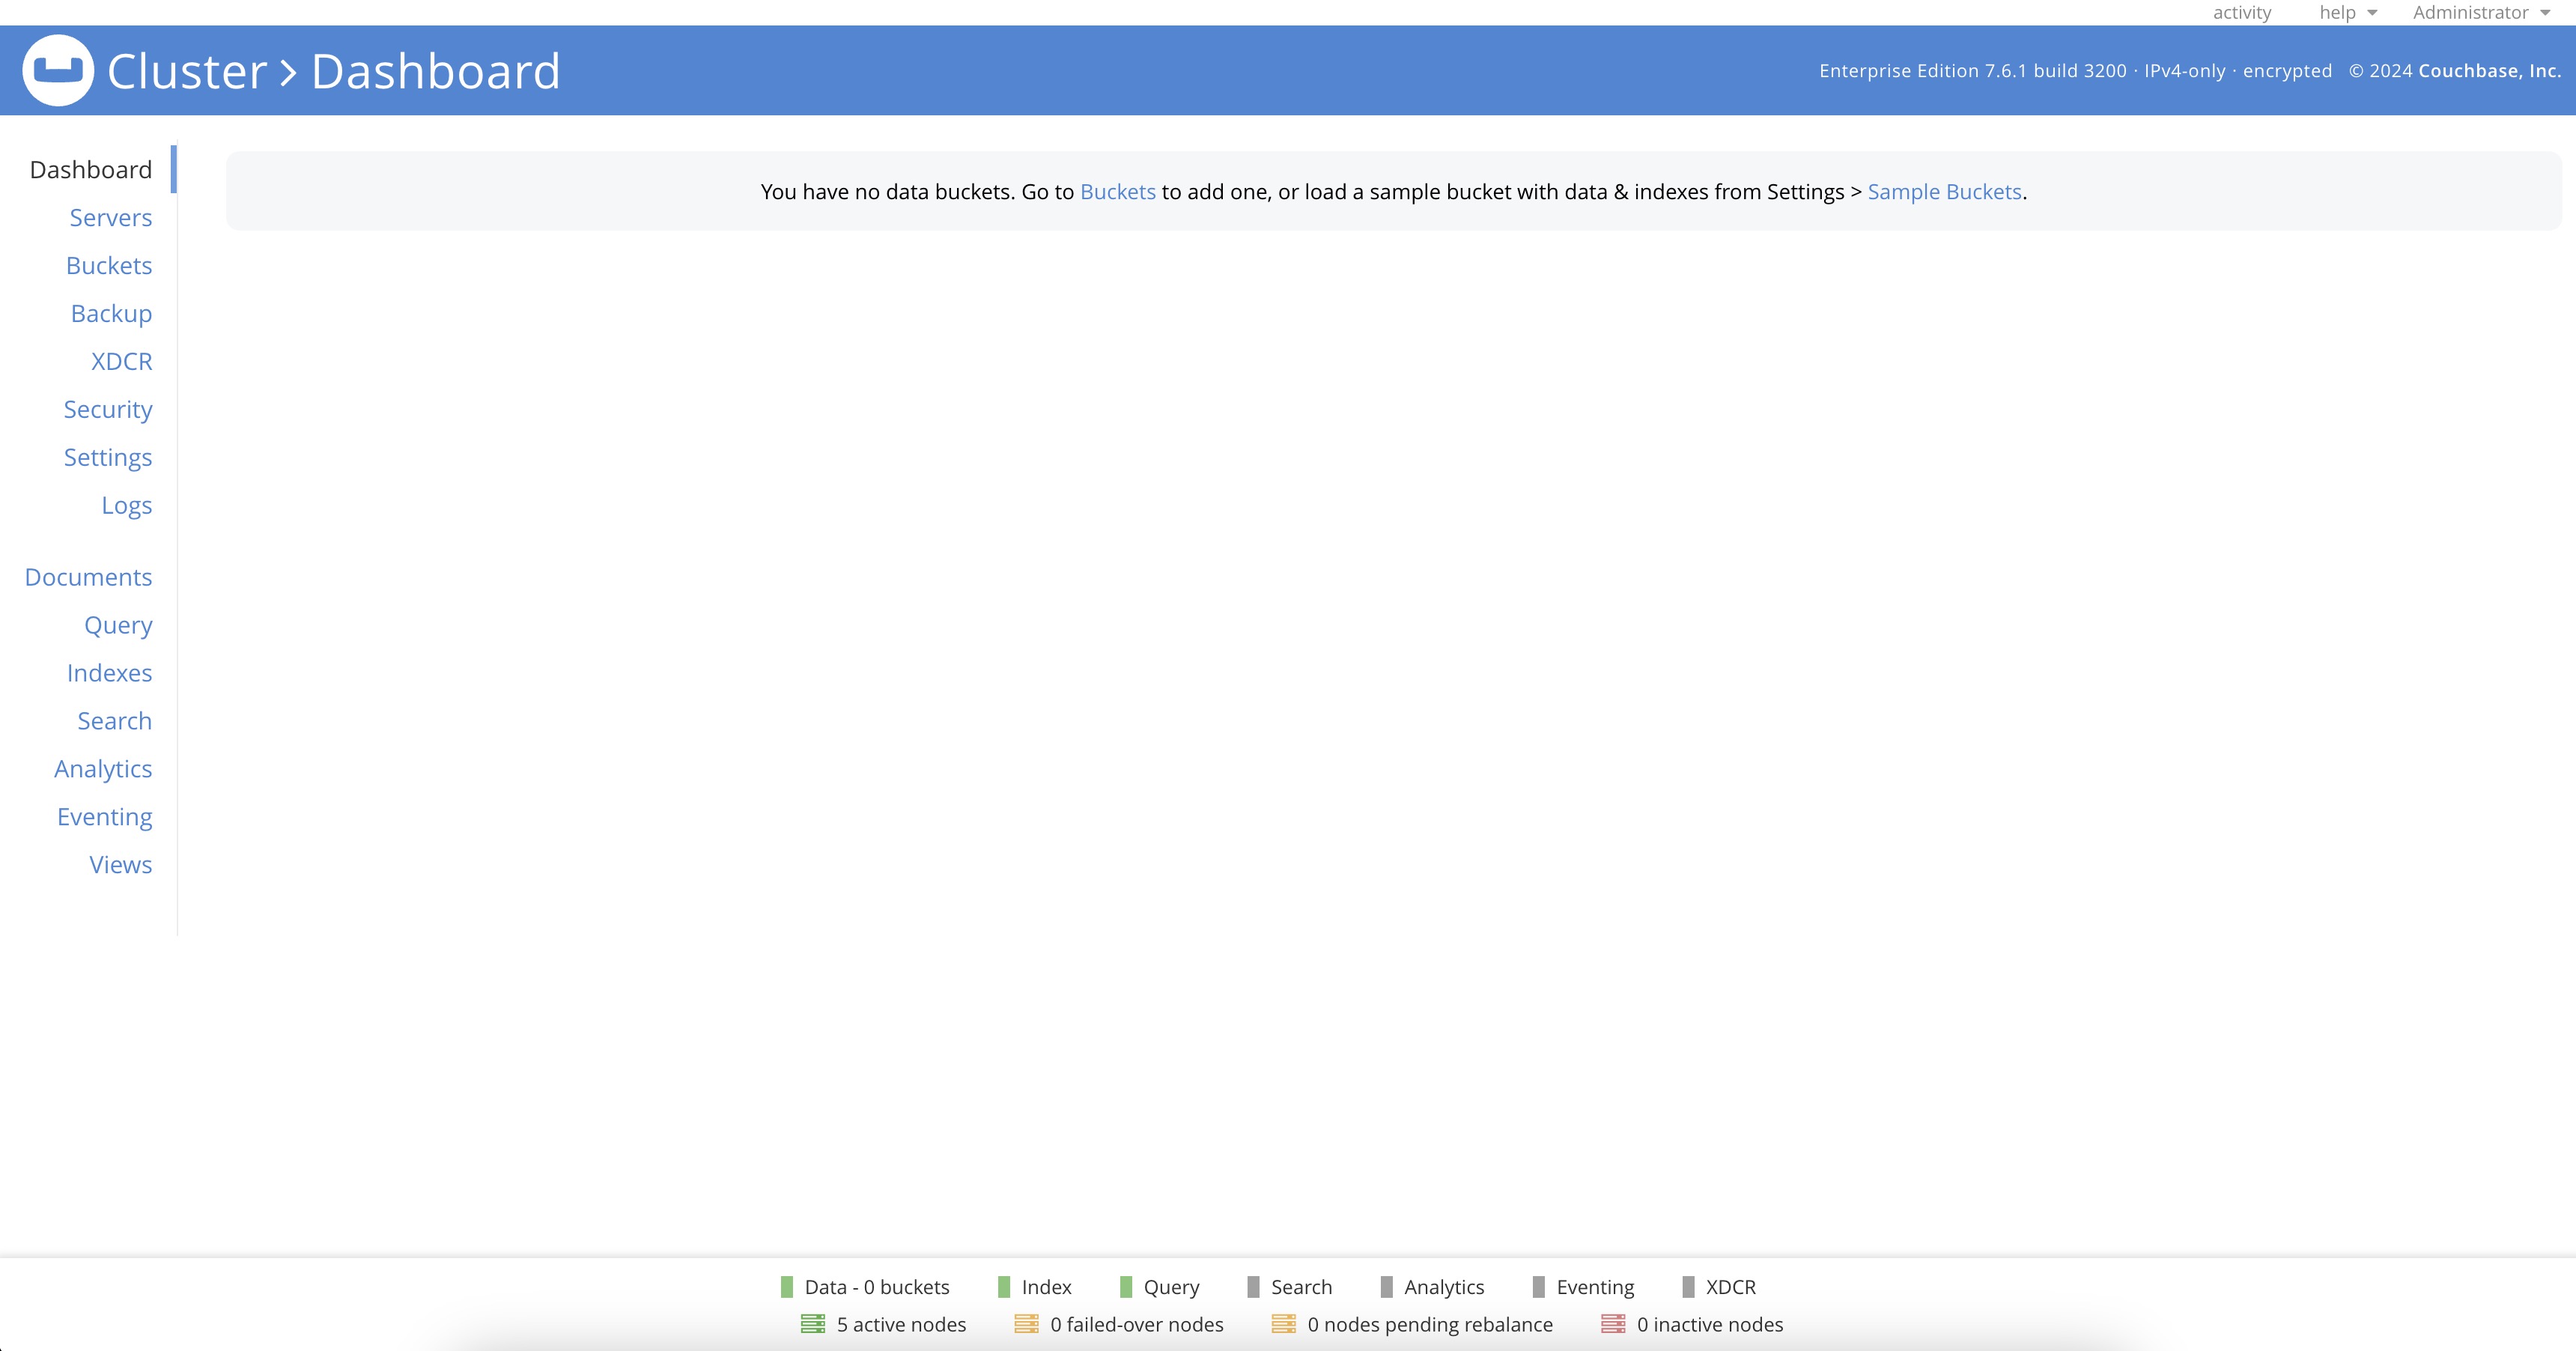 activity help Administrator
Cluster > Dashboard
Enterprise Edition 7.6.1 build 3200 · IPv4-only · encrypted © 2024 Couchbase, Inc.
Dashboard
Servers
Buckets
Backup
XDCR
Security
Settings
Logs
Documents
Query
Indexes
Search
Analytics
Eventing
Views
You have no data buckets. Go to Buckets to add one, or load a sample bucket with data & indexes from Settings > Sample Buckets.
Data - 0 buckets Index Query Search Analytics Eventing XDCR
5 active nodes 0 failed-over nodes 0 nodes pending rebalance 0 inactive nodes